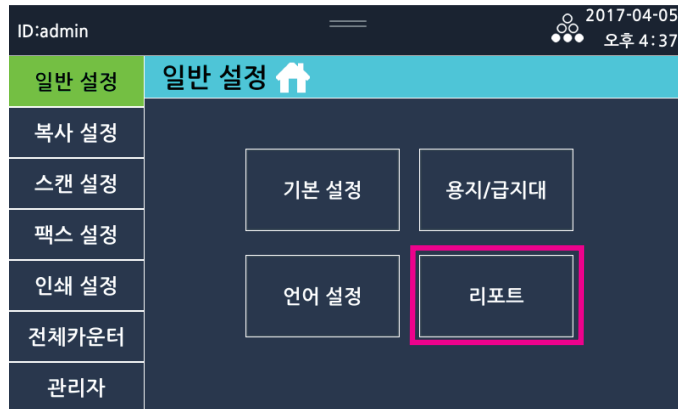 ID:admin
2017-04-05
오후 4:37
일반 설정
일반 설정
복사 설정
스캔 설정
팩스 설정
인쇄 설정
전체카운터
관리자
기본 설정
용지/급지대
언어 설정
리포트